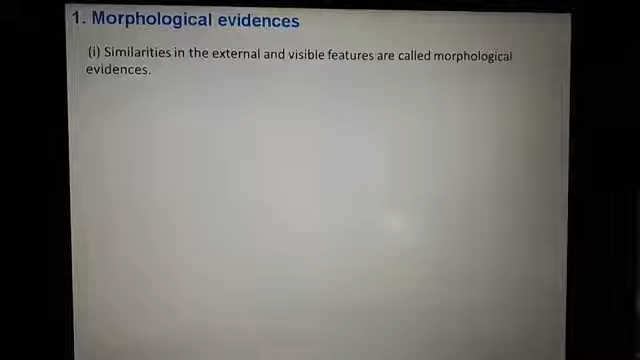 1. Morphological evidences
(i) Similarities in the external and visible features are called morphological
evidences.